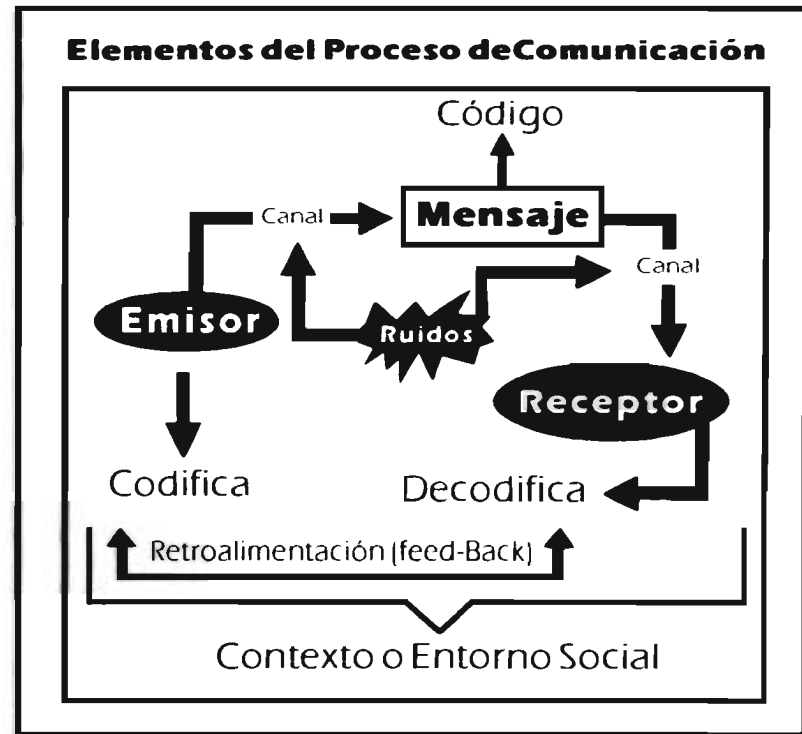 Elementos del Proceso deComunicación
Código
Canal
Mensaje
Canal
Emisor
Ruidos
Receptor
Codifica
Decodifica
Retroalimentación (feed-Back)
Contexto o Entorno Social